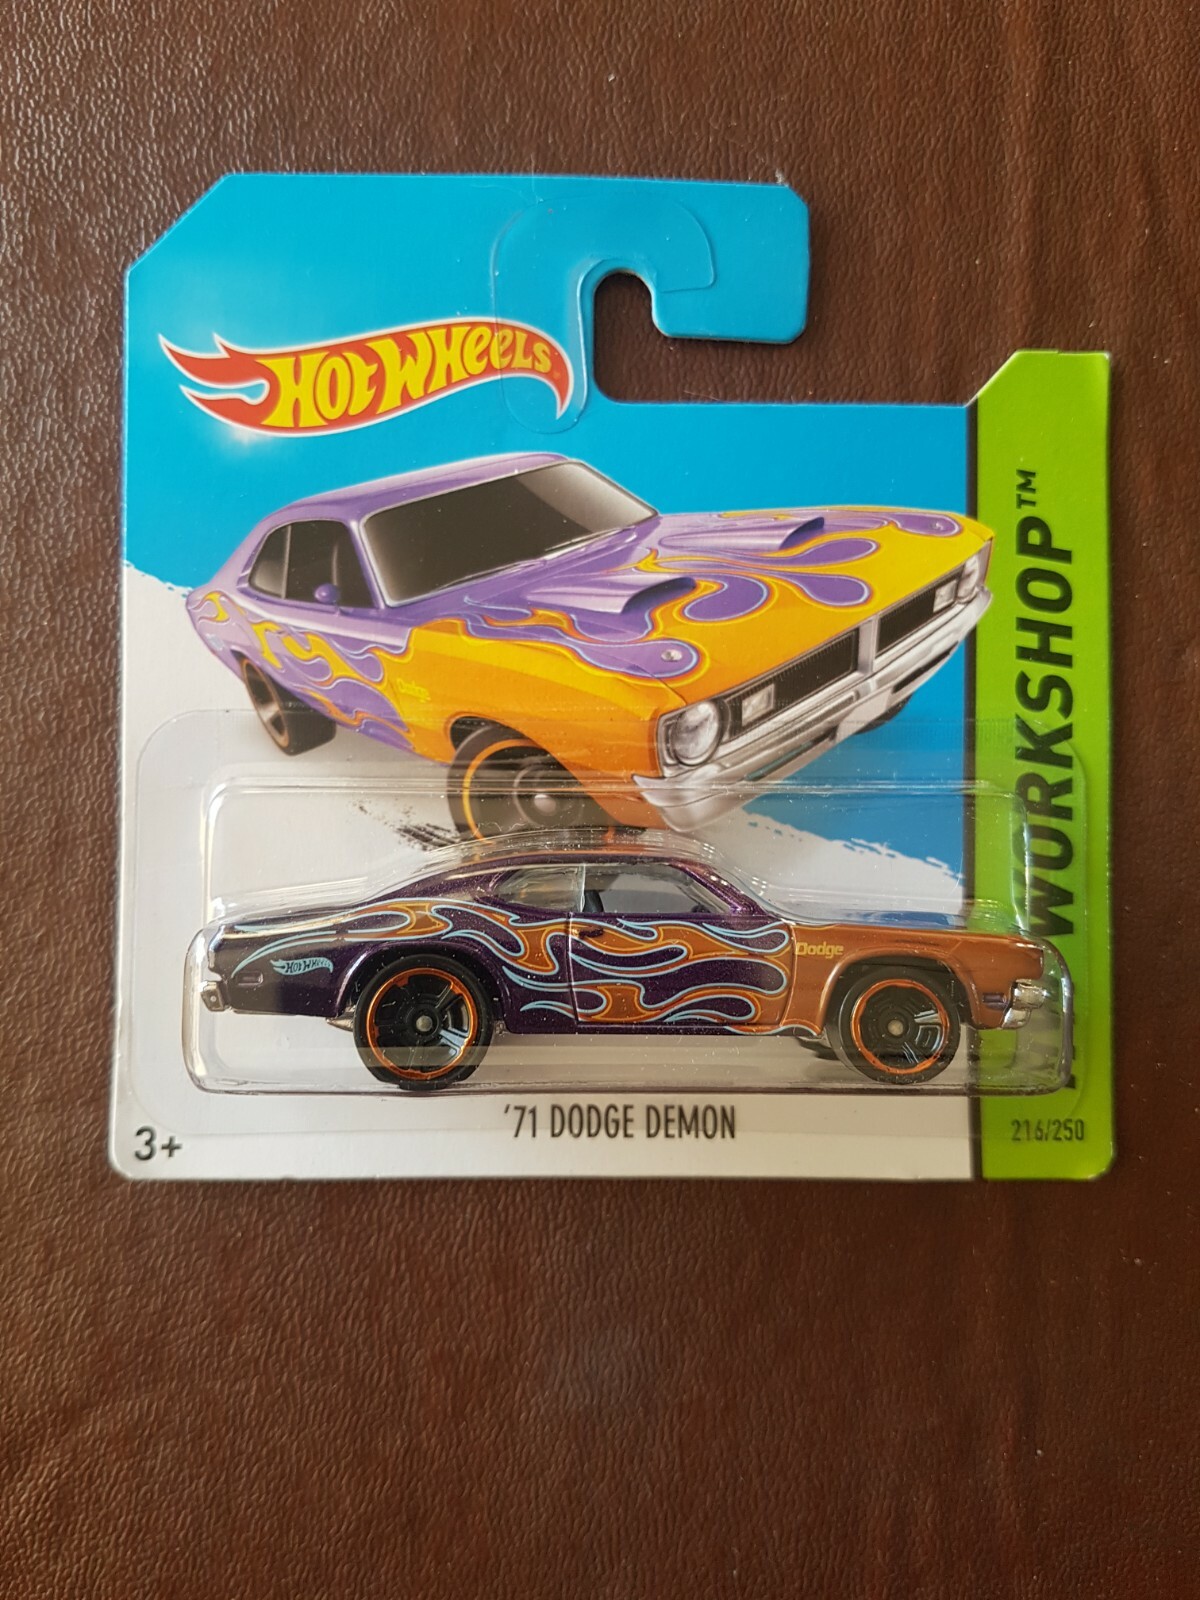 HOT WHEELS
WORKSHOP™
Dodge
Dodge
HOT WHEELS
'71 DODGE DEMON
3+
216/250